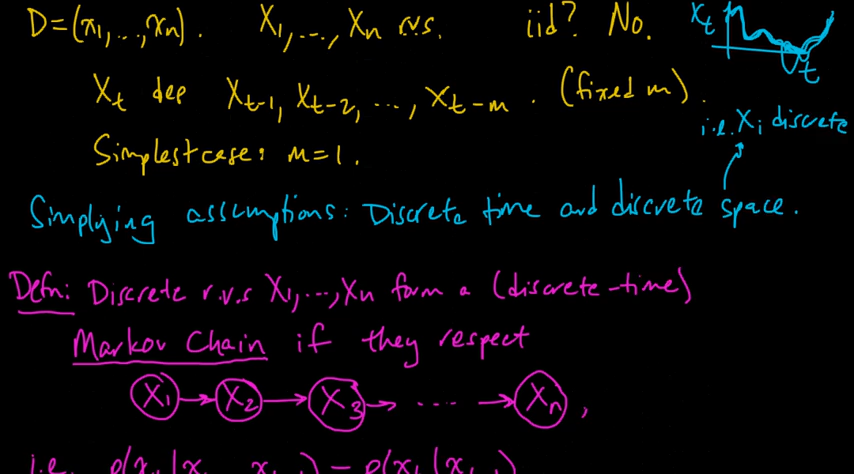 D=(x₁,...,xₙ). X₁,...,Xₙ r.v.s. iid? No.
Xₜ
t
Xₜ dep Xₜ₋₁, Xₜ₋₂, ..., Xₜ₋ₘ. (fixed m).
i.e. Xᵢ discrete
Simplest case: m=1.
Simplying assumptions: Discrete time and discrete space.
Defn: Discrete r.v.s X₁,...,Xₙ form a (discrete-time)
Markov Chain if they respect
X₁ → X₂ → X₃ → .... → Xₙ,